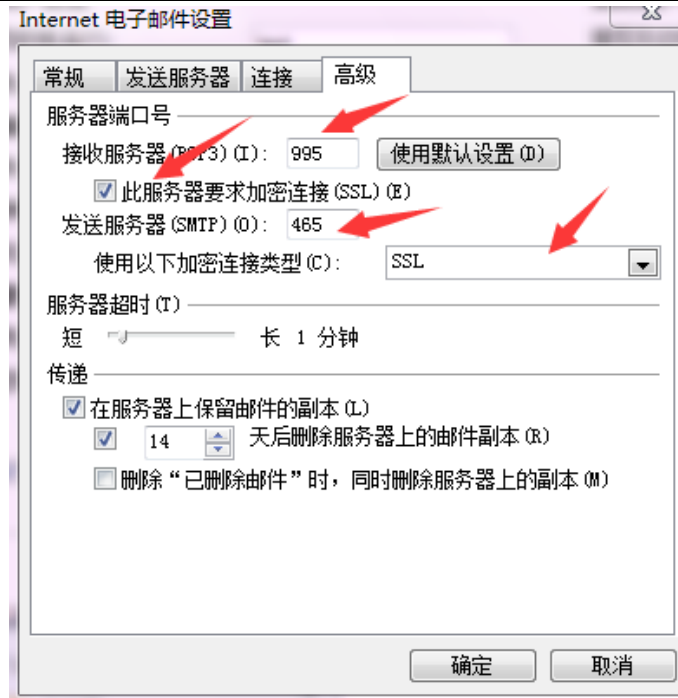 Internet 电子邮件设置
常规 发送服务器 连接 高级
服务器端口号
接收服务器(POP3)(I): 995 使用默认设置(D)
此服务器要求加密连接(SSL)(E)
发送服务器(SMTP)(O): 465
使用以下加密连接类型(C): SSL
服务器超时(T)
短 长 1 分钟
传递
在服务器上保留邮件的副本(L)
14 天后删除服务器上的邮件副本(R)
删除“已删除邮件”时，同时删除服务器上的副本(M)
确定 取消